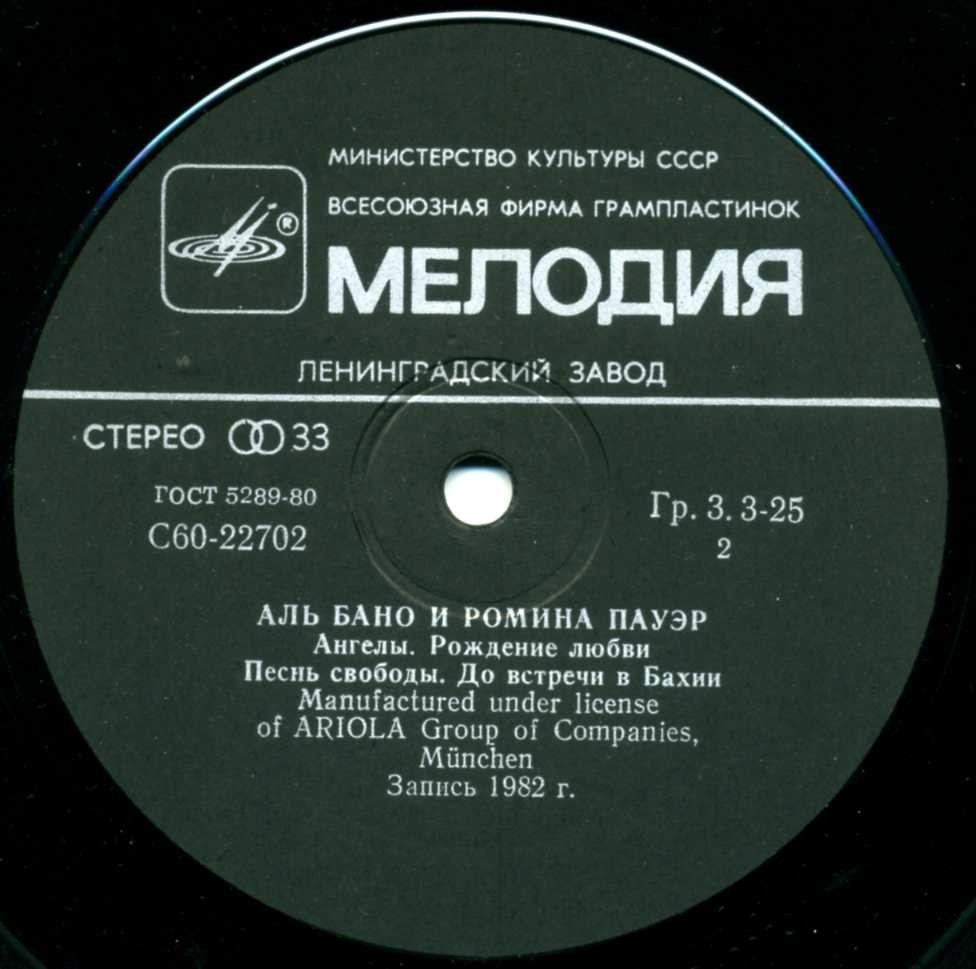 МИНИСТЕРСТВО КУЛЬТУРЫ СССР
ВСЕСОЮЗНАЯ ФИРМА ГРАМПЛАСТИНОК
®
МЕЛОДИЯ
ЛЕНИНГРАДСКИЙ ЗАВОД
СТЕРЕО 33
ГОСТ 5289-80
С60-22702
Гр. 3. 3-25
2
АЛЬ БАНО И РОМИНА ПАУЭР
Ангелы. Рождение любви
Песнь свободы. До встречи в Бахии
Manufactured under license
of ARIOLA Group of Companies,
München
Запись 1982 г.